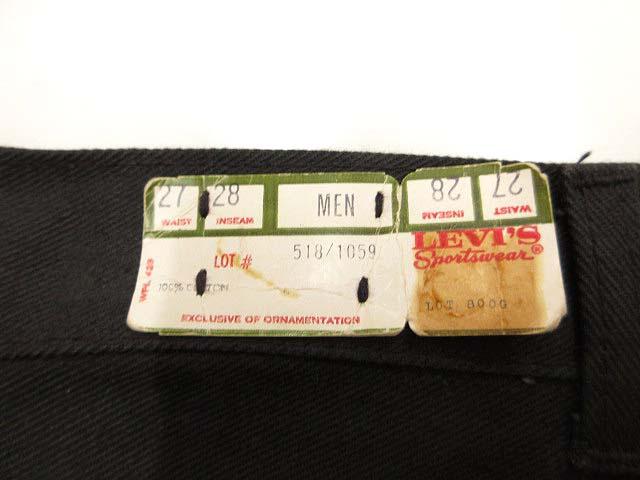 27 28 MEN
WAIST INSEAM
LOT # 518/1059
WPL 423
100% COTTON
EXCLUSIVE OF ORNAMENTATION
27 28
WAIST INSEAM
LEVI'S
Sportswear®
LOT 800G